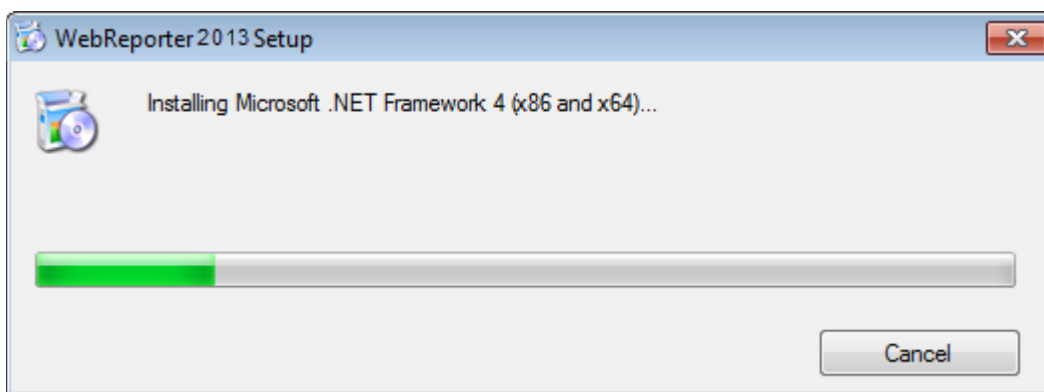 WebReporter 2013 Setup
Installing Microsoft .NET Framework 4 (x86 and x64)...
Cancel